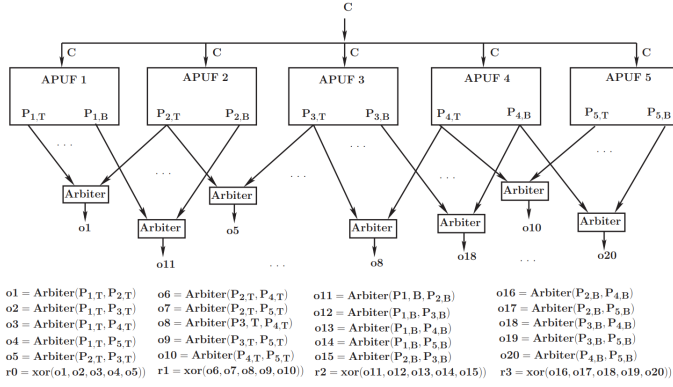 C
C C C C C
APUF 1 APUF 2 APUF 3 APUF 4 APUF 5
P1,T P1,B P2,T P2,B P3,T P3,B P4,T P4,B P5,T P5,B
. . . . . . . . . . . . . . . . . .
Arbiter Arbiter Arbiter
Arbiter Arbiter Arbiter Arbiter
o1 o5 o10
o11 o8 o18 o20
. . . . . .
o1 = Arbiter(P1,T, P2,T) o6 = Arbiter(P2,T, P4,T) o11 = Arbiter(P1, B, P2,B) o16 = Arbiter(P2,B, P4,B)
o2 = Arbiter(P1,T, P3,T) o7 = Arbiter(P2,T, P5,T) o12 = Arbiter(P1,B, P3,B) o17 = Arbiter(P2,B, P5,B)
o3 = Arbiter(P1,T, P4,T) o8 = Arbiter(P3, T, P4,T) o13 = Arbiter(P1,B, P4,B) o18 = Arbiter(P3,B, P4,B)
o4 = Arbiter(P1,T, P5,T) o9 = Arbiter(P3,T, P5,T) o14 = Arbiter(P1,B, P5,B) o19 = Arbiter(P3,B, P5,B)
o5 = Arbiter(P2,T, P3,T) o10 = Arbiter(P4,T, P5,T) o15 = Arbiter(P2,B, P3,B) o20 = Arbiter(P4,B, P5,B)
r0 = xor(o1, o2, o3, o4, o5)) r1 = xor(o6, o7, o8, o9, o10)) r2 = xor(o11, o12, o13, o14, o15)) r3 = xor(o16, o17, o18, o19, o20))